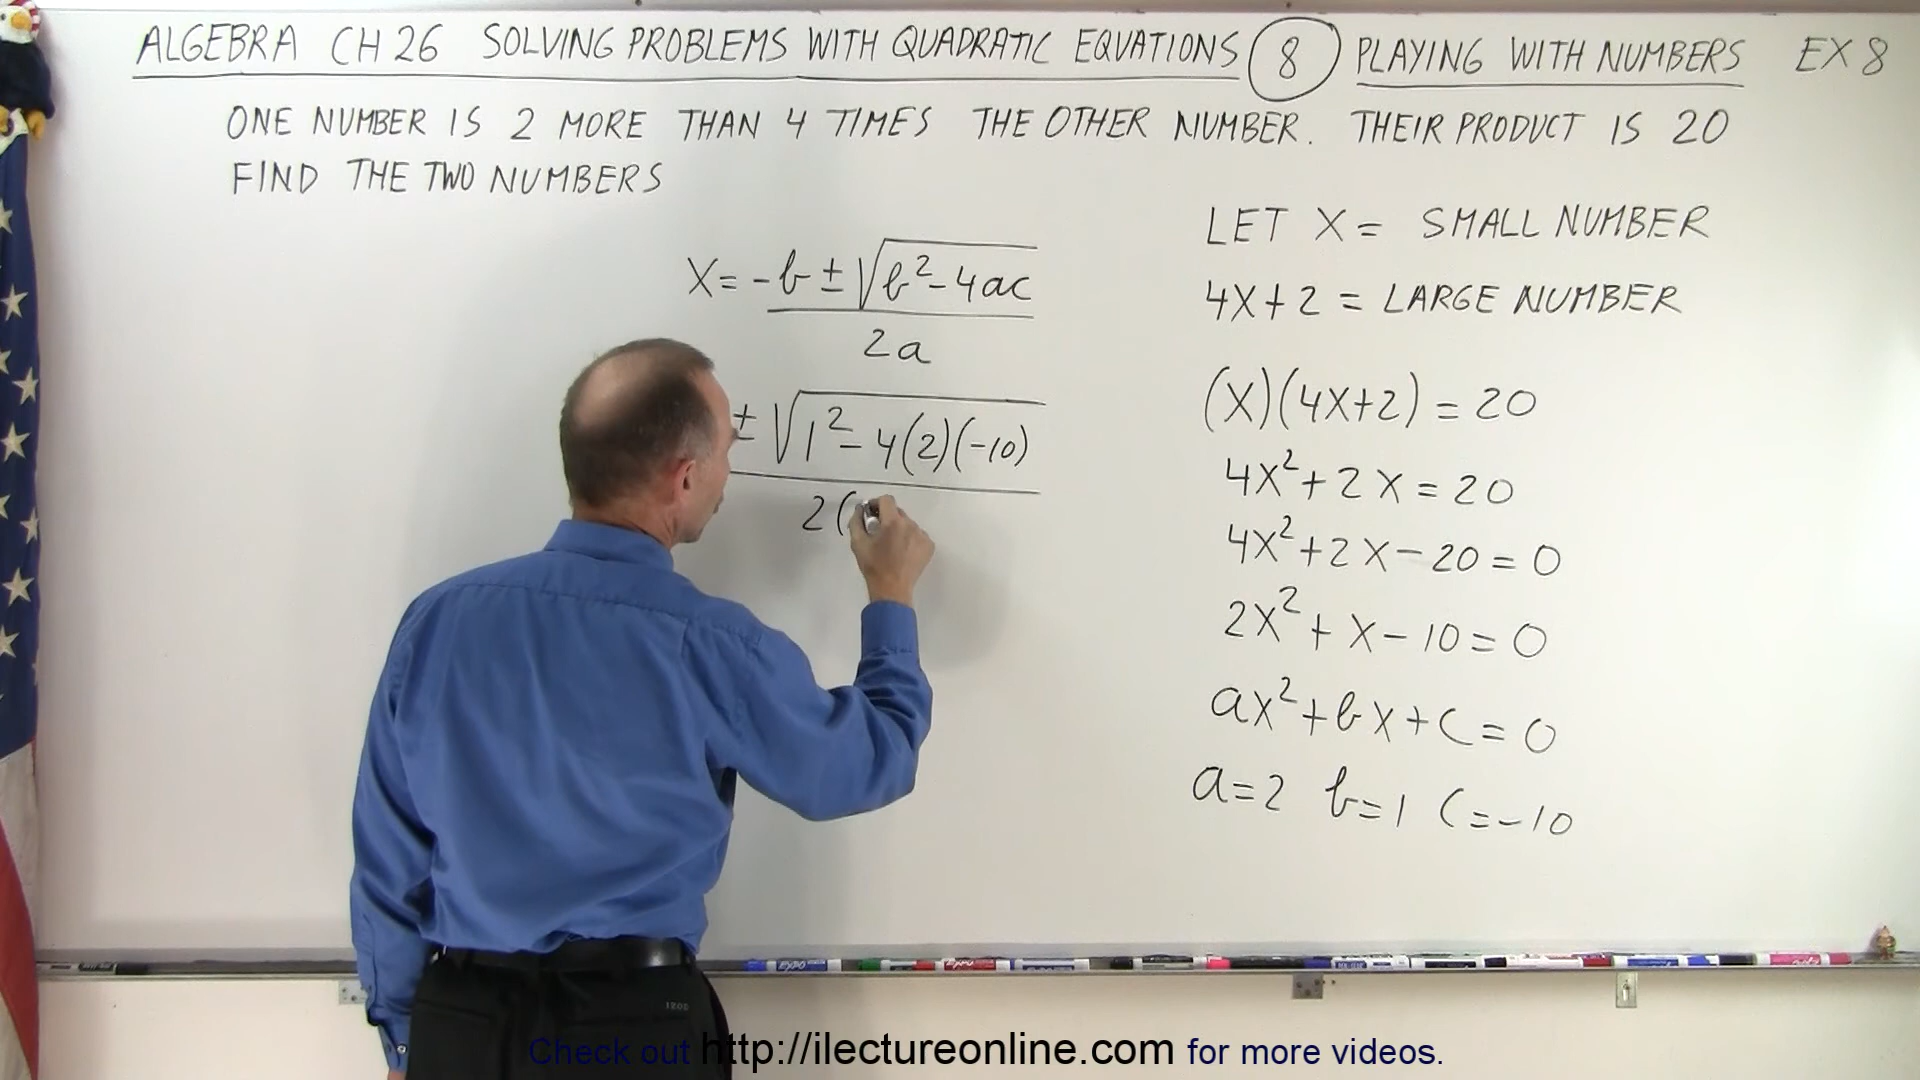 ALGEBRA CH 26 SOLVING PROBLEMS WITH QUADRATIC EQUATIONS 8 PLAYING WITH NUMBERS EX 8
ONE NUMBER IS 2 MORE THAN 4 TIMES THE OTHER NUMBER. THEIR PRODUCT IS 20
FIND THE TWO NUMBERS
X = -b ± √b² - 4ac
2a
± √1² - 4(2)(-10)
2(
LET X = SMALL NUMBER
4X + 2 = LARGE NUMBER
(X)(4X+2) = 20
4X² + 2X = 20
4X² + 2X - 20 = 0
2X² + X - 10 = 0
aX² + bX + C = 0
a = 2 b = 1 C = -10
EXPO
IZOD
Check out http://ilectureonline.com for more videos.